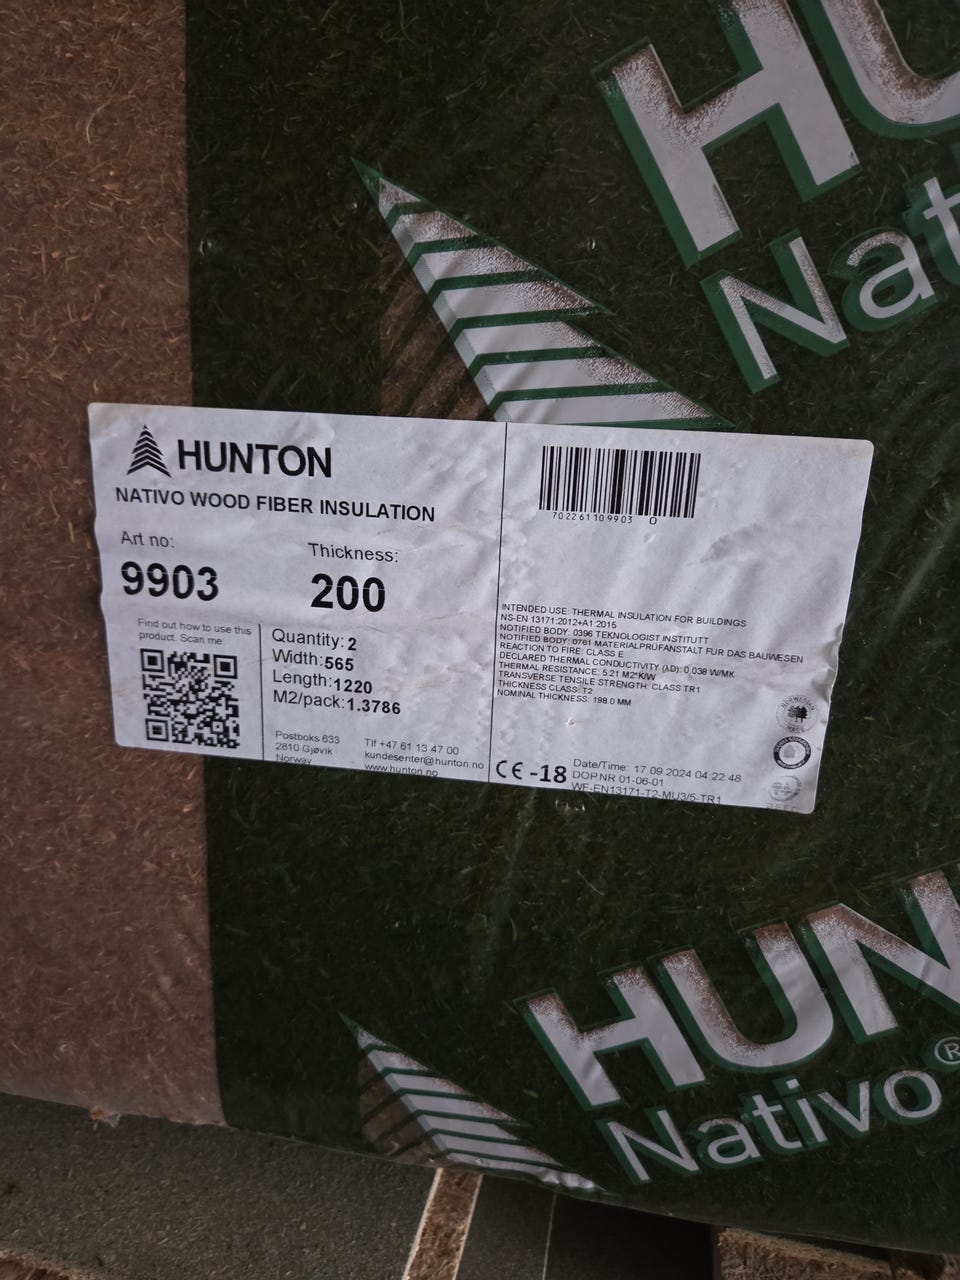 HU
Nat
HUNTON
NATIVO WOOD FIBER INSULATION
Art no:
9903
Thickness:
200
Find out how to use this
product. Scan me
Quantity: 2
Width: 565
Length: 1220
M2/pack: 1.3786
Postboks 633
2810 Gjøvik
Norway
Tlf +47 61 13 47 00
kundesenter@hunton.no
www.hunton.no
7022611099030
INTENDED USE: THERMAL INSULATION FOR BUILDINGS
NS-EN 13171:2012+A1:2015
NOTIFIED BODY: 0396 TEKNOLOGIST INSTITUTT
NOTIFIED BODY: 0761 MATERIALPRÜFANSTALT FUR DAS BAUWESEN
REACTION TO FIRE: CLASS E
DECLARED THERMAL CONDUCTIVITY (λD): 0.038 W/MK
THERMAL RESISTANCE: 5.21 M2*K/W
TRANSVERSE TENSILE STRENGTH: CLASS TR1
THICKNESS CLASS: T2
NOMINAL THICKNESS: 198.0 MM
CE -18
Date/Time: 17.09.2024 04:22:48
DOP.NR 01-06-01
WF-EN13171-T2-MU3/5-TR1
HUN
Nativo®